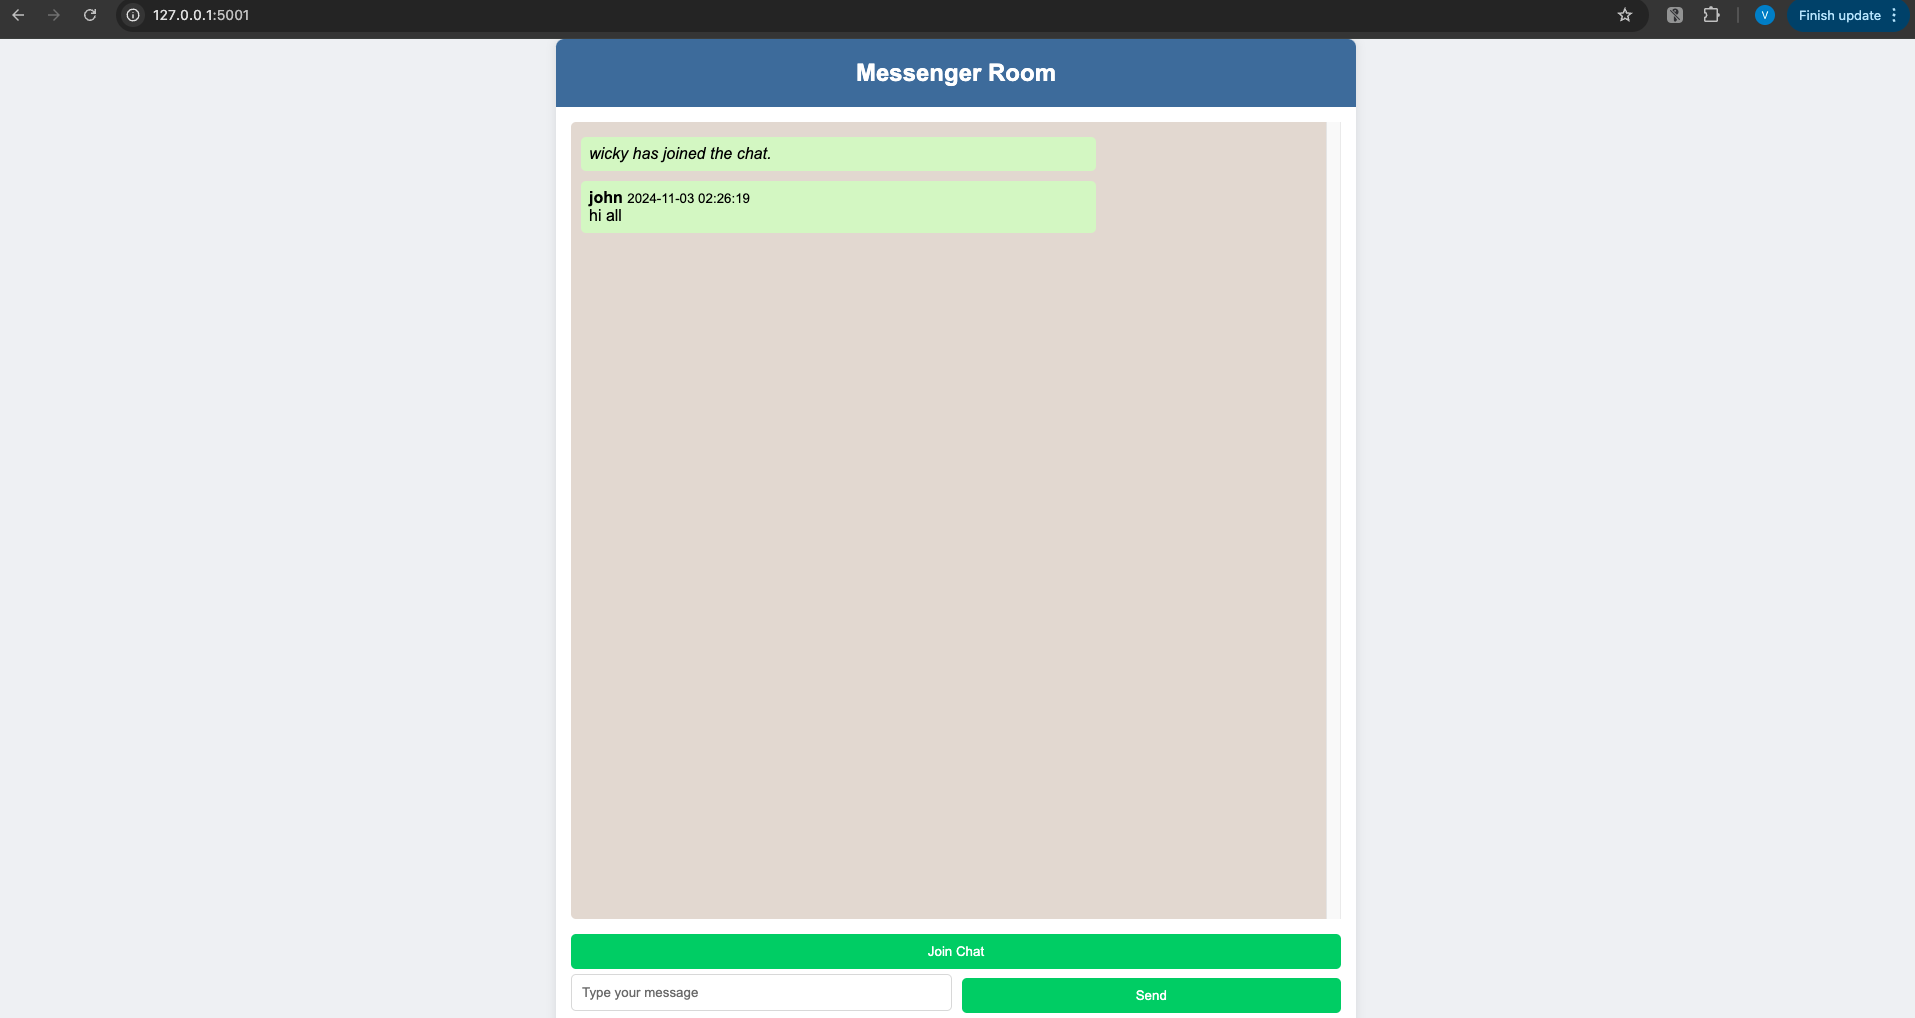 127.0.0.1:5001
V
Finish update
Messenger Room
wicky has joined the chat.
john 2024-11-03 02:26:19
hi all
Join Chat
Type your message
Send